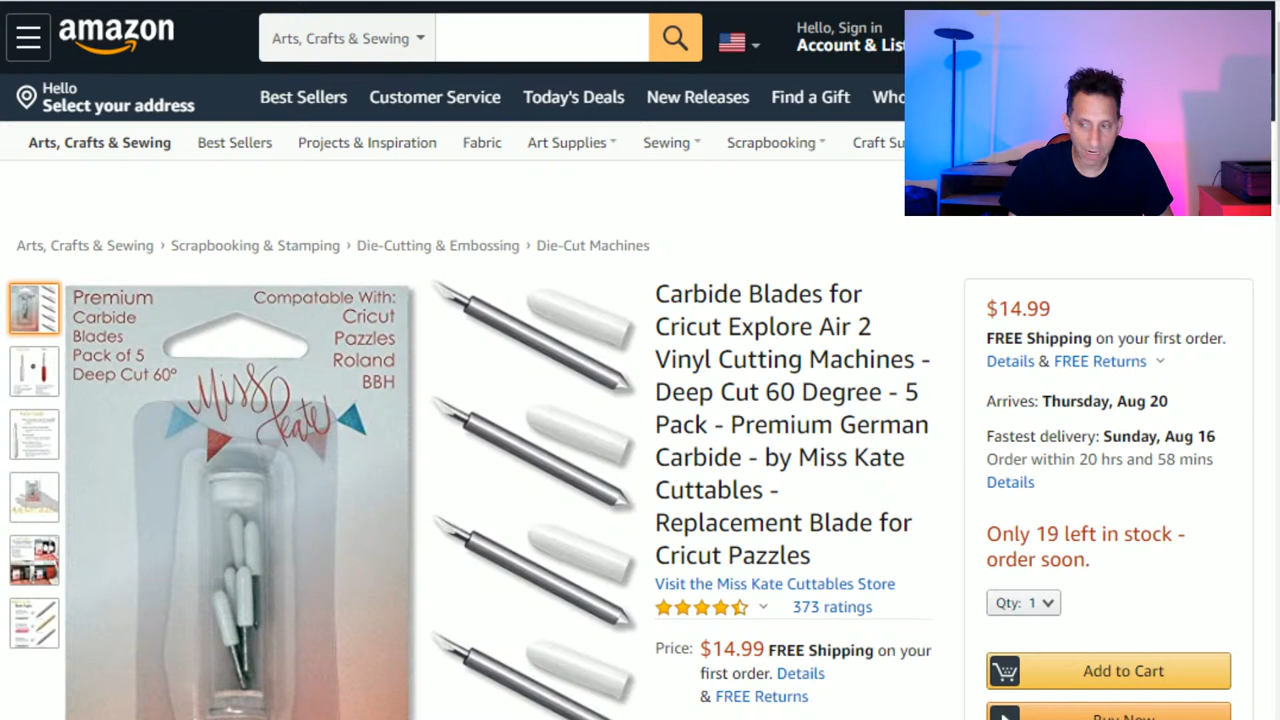 amazon
Arts, Crafts & Sewing
Hello, Sign in
Account & Lis
Hello
Select your address
Best Sellers
Customer Service
Today's Deals
New Releases
Find a Gift
Who
Arts, Crafts & Sewing
Best Sellers
Projects & Inspiration
Fabric
Art Supplies
Sewing
Scrapbooking
Craft Su
Arts, Crafts & Sewing › Scrapbooking & Stamping › Die-Cutting & Embossing › Die-Cut Machines
Premium
Carbide
Blades
Pack of 5
Deep Cut 60°
Compatable With:
Cricut
Pazzles
Roland
BBH
Miss Kate
Carbide Blades for
Cricut Explore Air 2
Vinyl Cutting Machines -
Deep Cut 60 Degree - 5
Pack - Premium German
Carbide - by Miss Kate
Cuttables -
Replacement Blade for
Cricut Pazzles
Visit the Miss Kate Cuttables Store
373 ratings
Price: $14.99 FREE Shipping on your
first order. Details
& FREE Returns
$14.99
FREE Shipping on your first order.
Details & FREE Returns
Arrives: Thursday, Aug 20
Fastest delivery: Sunday, Aug 16
Order within 20 hrs and 58 mins
Details
Only 19 left in stock -
order soon.
Qty: 1
Add to Cart
Buy Now